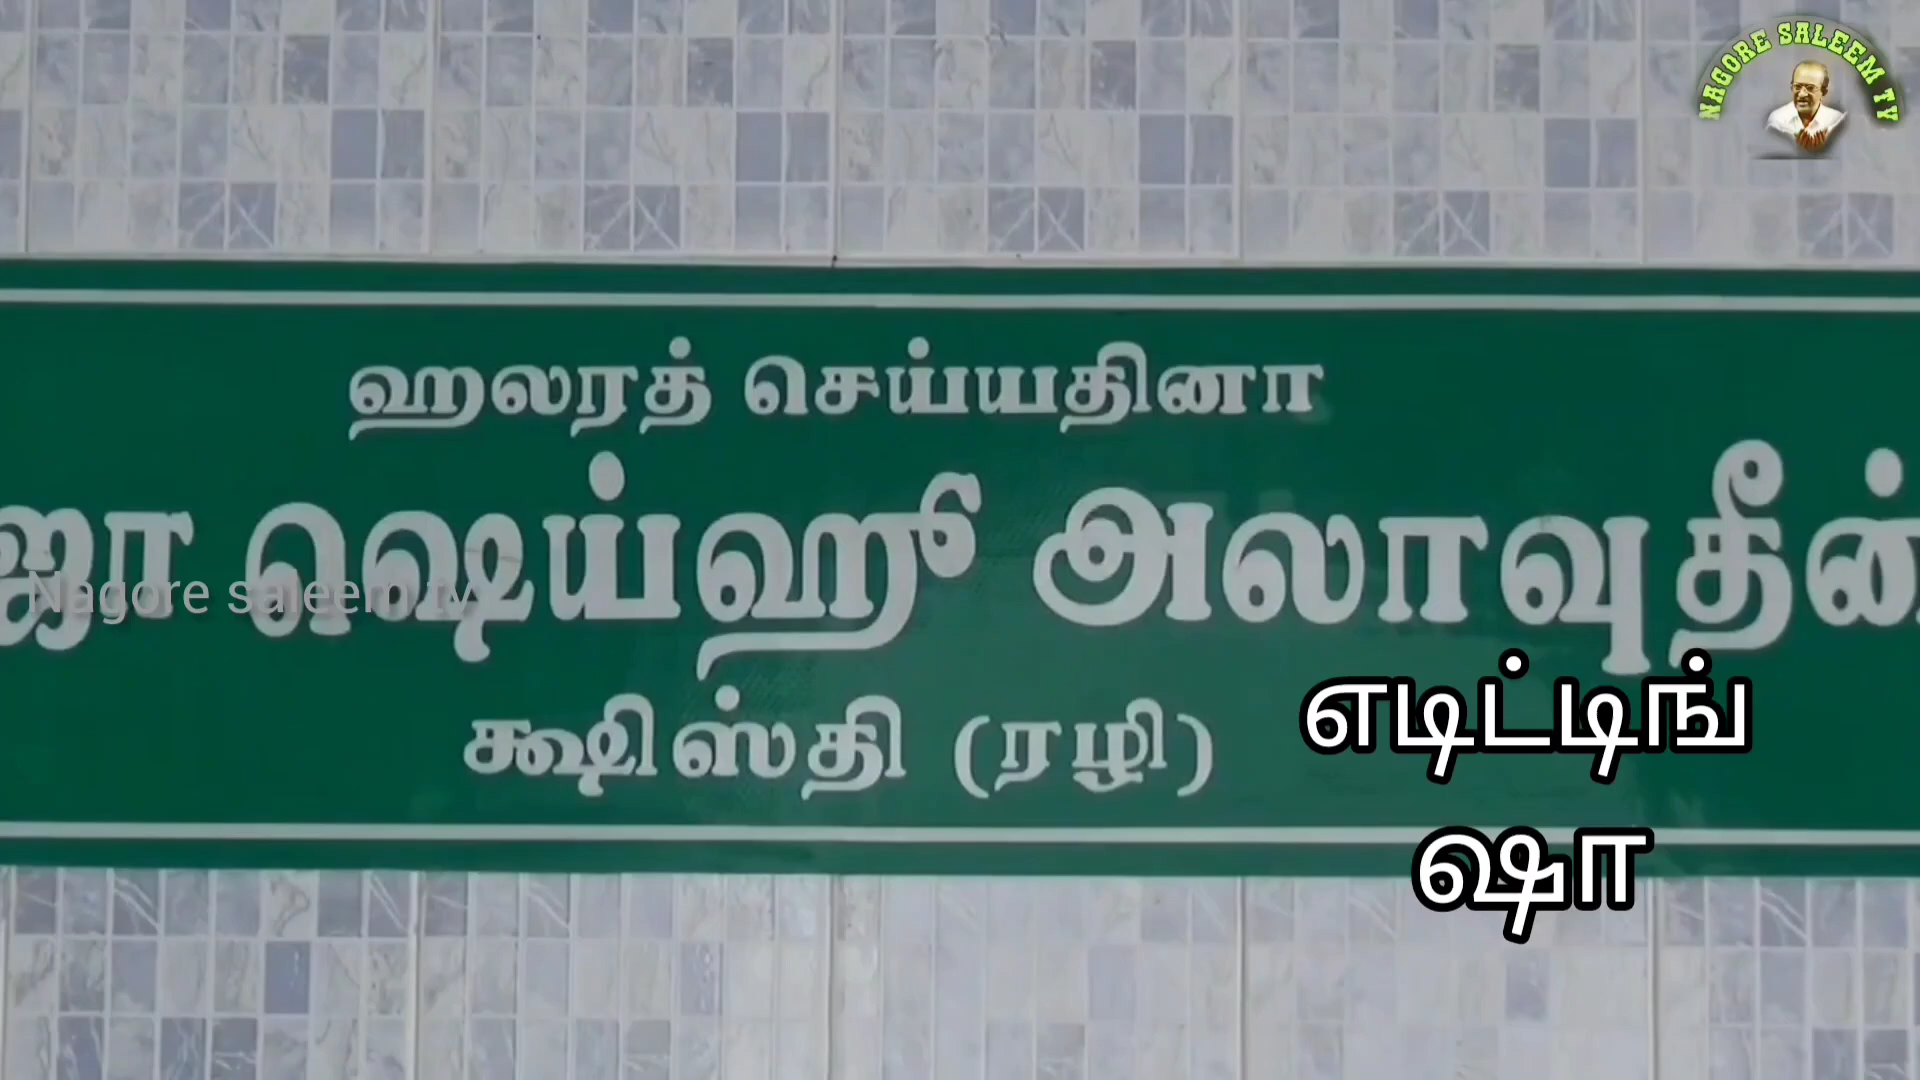 NAGORE SALEEM TV
ஹலரத் செய்யதினா
ஜா ஷெய்ஹூ அலாவுதீன்
Nagore saleem tv
க்ஷிஸ்தி (ரழி)
எடிட்டிங்
ஷா